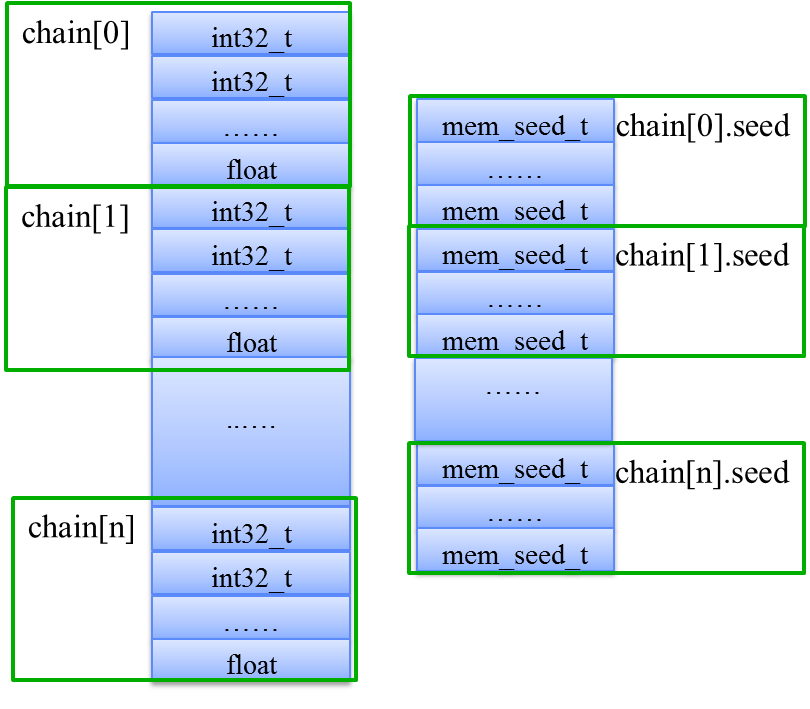 chain[0]
int32_t
int32_t
......
float
chain[1]
int32_t
int32_t
......
float
......
chain[n]
int32_t
int32_t
......
float
mem_seed_t
chain[0].seed
......
mem_seed_t
mem_seed_t
chain[1].seed
......
mem_seed_t
......
mem_seed_t
chain[n].seed
......
mem_seed_t